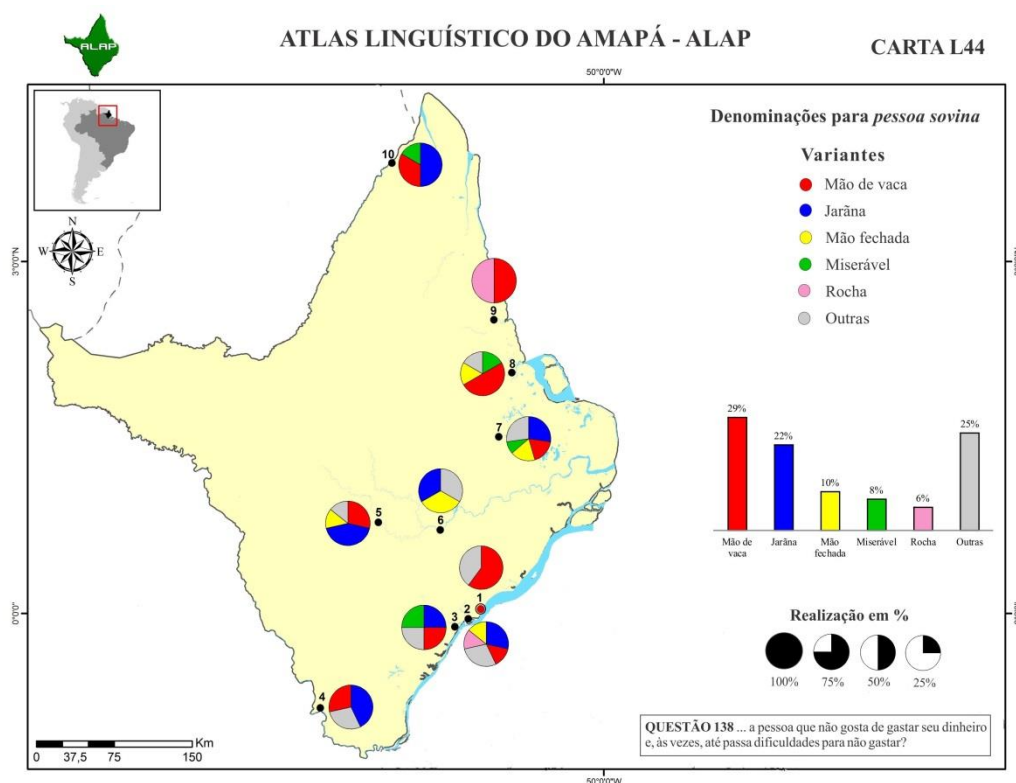 ALAP
ATLAS LINGUÍSTICO DO AMAPÁ - ALAP
CARTA L44
50°0'0"W
Denominações para pessoa sovina
Variantes
Mão de vaca
Jarãna
Mão fechada
Miserável
Rocha
Outras
N
W E
S
3°0'0"N
0°0'0"
10
9
8
7
5
6
1
2
3
4
29%
22%
10%
8%
6%
25%
Mão de
vaca
Jarãna
Mão
fechada
Miserável
Rocha
Outras
Realização em %
100% 75% 50% 25%
QUESTÃO 138 ... a pessoa que não gosta de gastar seu dinheiro
e, às vezes, até passa dificuldades para não gastar?
Km
0 37,5 75 150
50°0'0"W